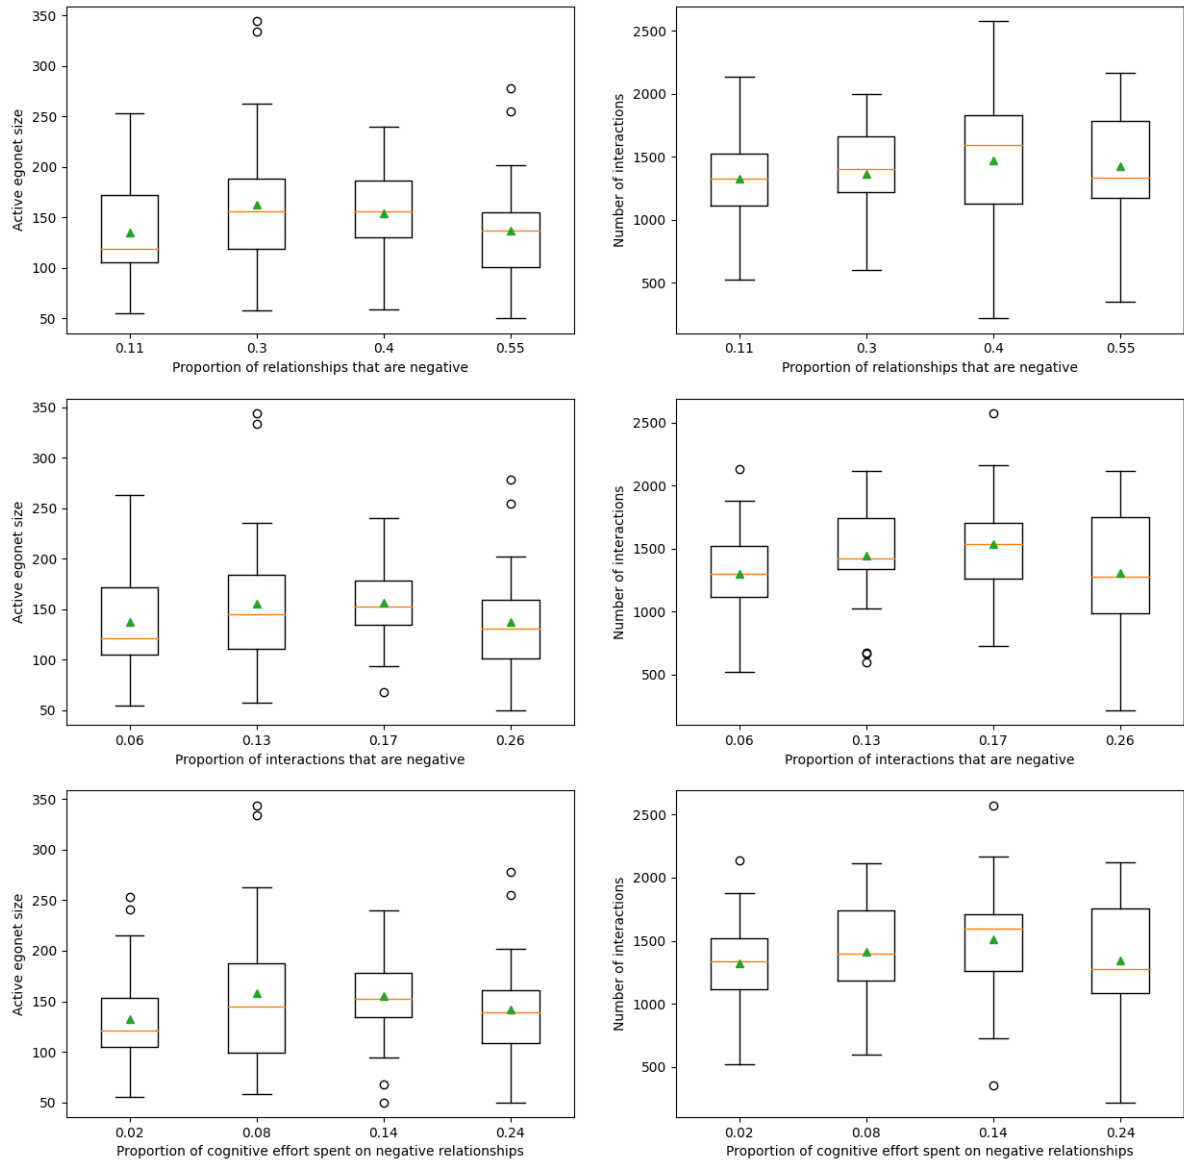 350
300
250
200
150
100
50
Active egonet size
0.11 0.3 0.4 0.55
Proportion of relationships that are negative
2500
2000
1500
1000
500
Number of interactions
0.11 0.3 0.4 0.55
Proportion of relationships that are negative
350
300
250
200
150
100
50
Active egonet size
0.06 0.13 0.17 0.26
Proportion of interactions that are negative
2500
2000
1500
1000
500
Number of interactions
0.06 0.13 0.17 0.26
Proportion of interactions that are negative
350
300
250
200
150
100
50
Active egonet size
0.02 0.08 0.14 0.24
Proportion of cognitive effort spent on negative relationships
2500
2000
1500
1000
500
Number of interactions
0.02 0.08 0.14 0.24
Proportion of cognitive effort spent on negative relationships